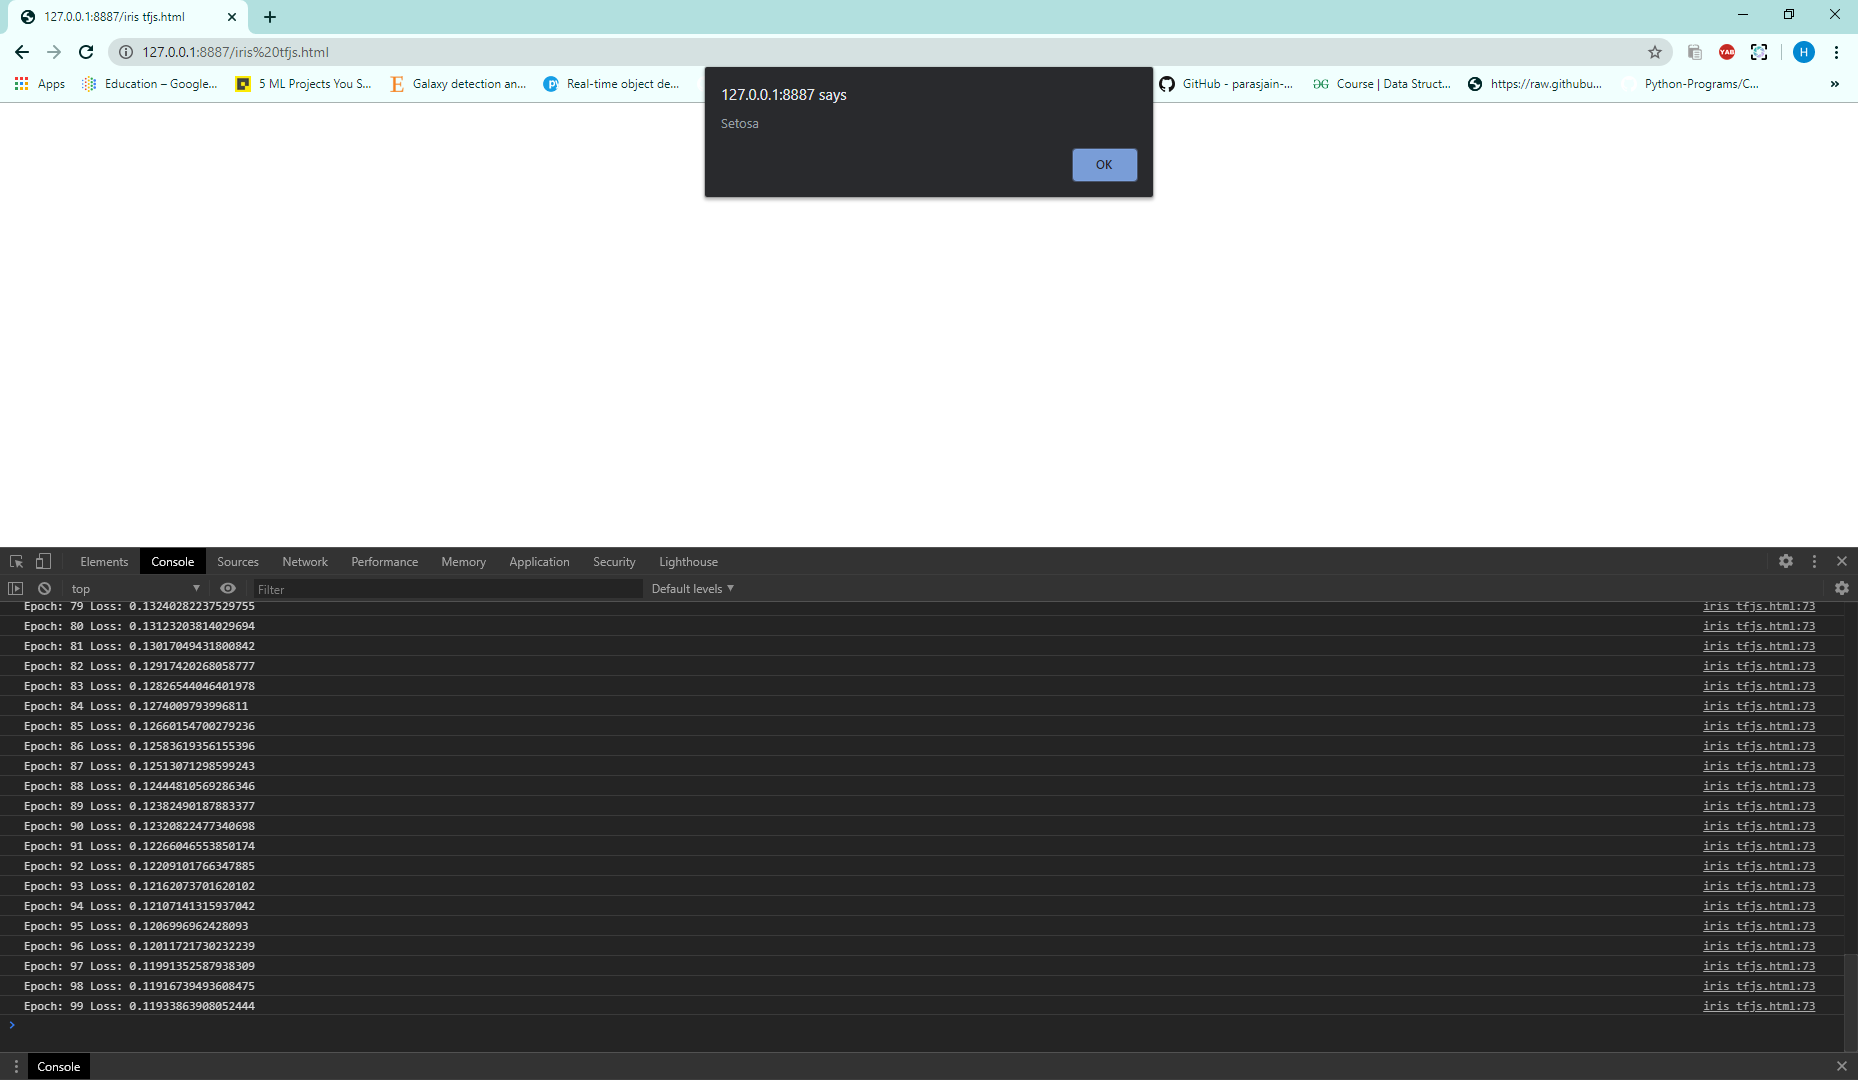 127.0.0.1:8887/iris tfjs.html
127.0.0.1:8887/iris%20tfjs.html
YAB
H
Apps
Education – Google...
5 ML Projects You S...
E
Galaxy detection an...
Real-time object de...
GitHub - parasjain-...
Course | Data Struct...
https://raw.githubu...
Python-Programs/C...
»
127.0.0.1:8887 says
Setosa
OK
Elements Console Sources Network Performance Memory Application Security Lighthouse
top Filter Default levels
Epoch: 79 Loss: 0.13240282237529755 iris tfjs.html:73
Epoch: 80 Loss: 0.13123203814029694 iris tfjs.html:73
Epoch: 81 Loss: 0.13017049431800842 iris tfjs.html:73
Epoch: 82 Loss: 0.12917420268058777 iris tfjs.html:73
Epoch: 83 Loss: 0.12826544046401978 iris tfjs.html:73
Epoch: 84 Loss: 0.1274009793996811 iris tfjs.html:73
Epoch: 85 Loss: 0.12660154700279236 iris tfjs.html:73
Epoch: 86 Loss: 0.12583619356155396 iris tfjs.html:73
Epoch: 87 Loss: 0.12513071298599243 iris tfjs.html:73
Epoch: 88 Loss: 0.12444810569286346 iris tfjs.html:73
Epoch: 89 Loss: 0.12382490187883377 iris tfjs.html:73
Epoch: 90 Loss: 0.12320822477340698 iris tfjs.html:73
Epoch: 91 Loss: 0.12266046553850174 iris tfjs.html:73
Epoch: 92 Loss: 0.12209101766347885 iris tfjs.html:73
Epoch: 93 Loss: 0.12162073701620102 iris tfjs.html:73
Epoch: 94 Loss: 0.12107141315937042 iris tfjs.html:73
Epoch: 95 Loss: 0.1206996962428093 iris tfjs.html:73
Epoch: 96 Loss: 0.12011721730232239 iris tfjs.html:73
Epoch: 97 Loss: 0.11991352587938309 iris tfjs.html:73
Epoch: 98 Loss: 0.11916739493608475 iris tfjs.html:73
Epoch: 99 Loss: 0.11933863908052444 iris tfjs.html:73
Console